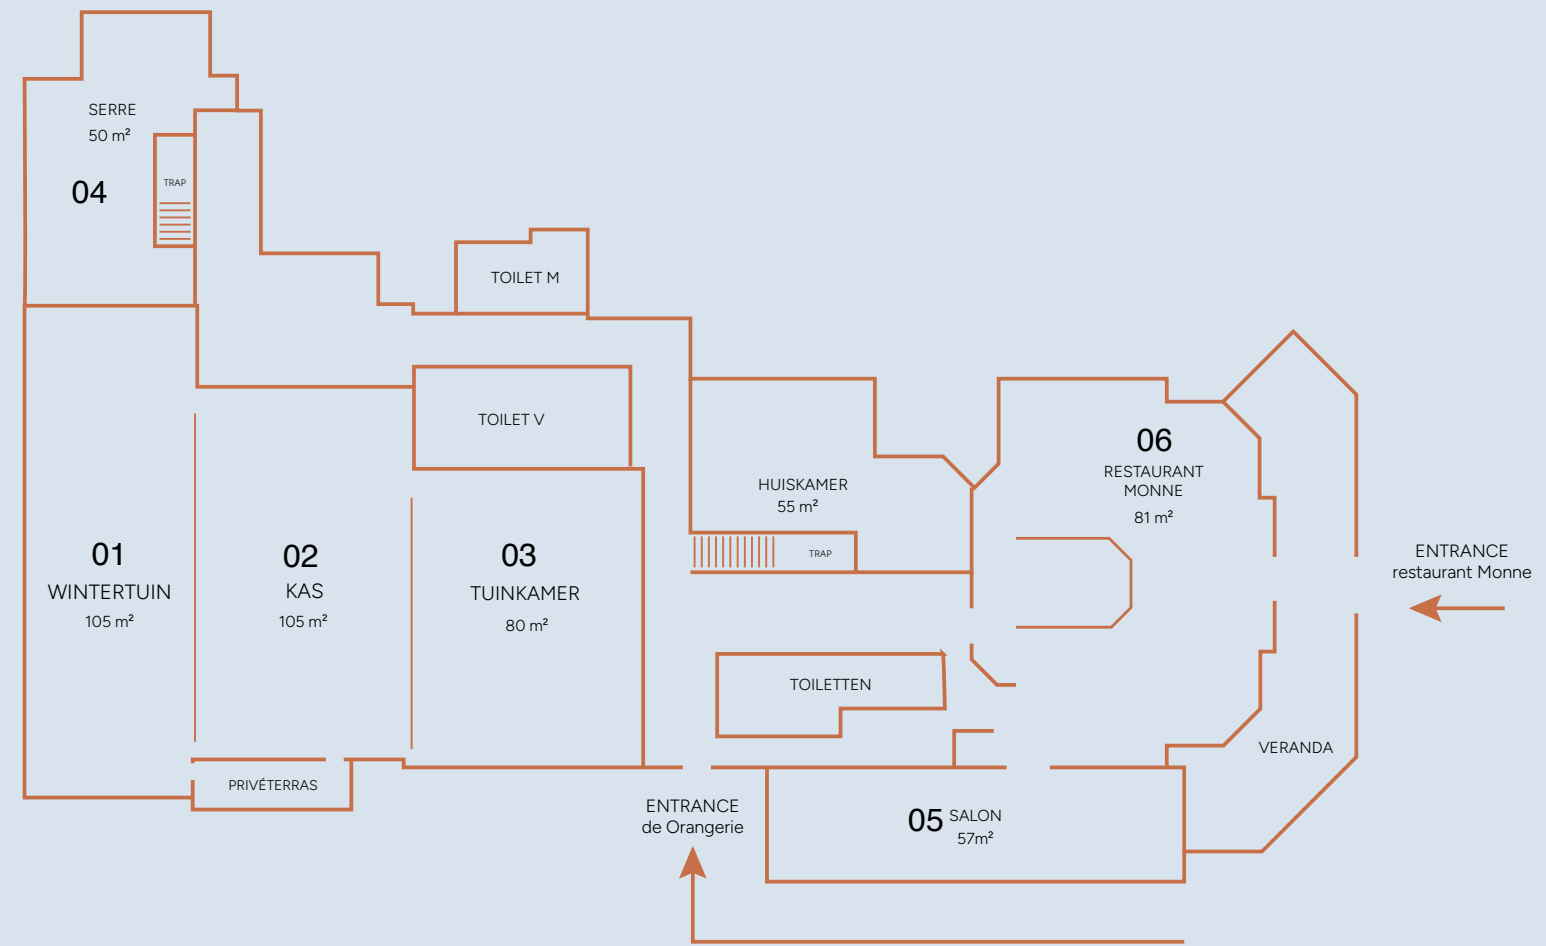 SERRE
50 m²
04
TRAP
TOILET M
TOILET V
01
WINTERTUIN
105 m²
02
KAS
105 m²
03
TUINKAMER
80 m²
PRIVÉTERRAS
HUISKAMER
55 m²
TRAP
TOILETTEN
06
RESTAURANT
MONNE
81 m²
ENTRANCE
restaurant Monne
VERANDA
ENTRANCE
de Orangerie
05 SALON
57m²